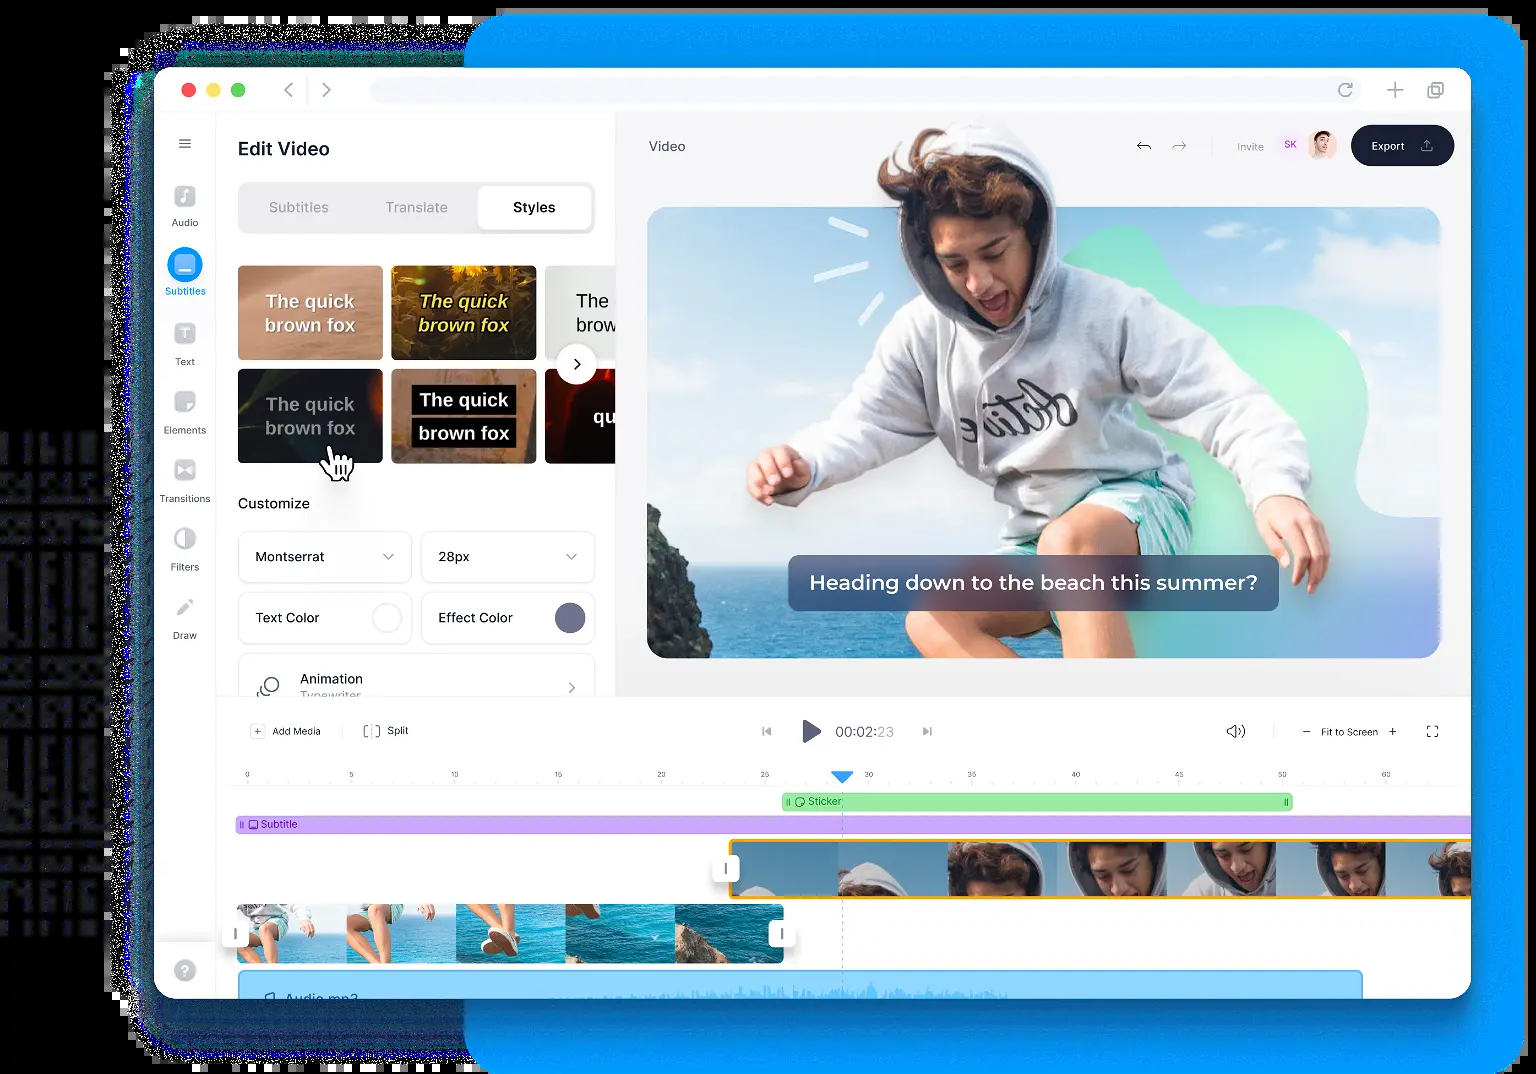 Edit Video
Subtitles
Translate
Styles
Audio
Subtitles
Text
Elements
Transitions
Filters
Draw
The quick
brown fox
The quick
brown fox
The
brow
The quick
brown fox
The quick
brown fox
qu
Customize
Montserrat
28px
Text Color
Effect Color
Animation
Typewriter
Video
Invite
SK
Export
Active
Heading down to the beach this summer?
Add Media
Split
00:02:23
Fit to Screen
0 5 10 15 20 25 30 35 40 45 50 60
Sticker
Subtitle
Audio.mp3
?